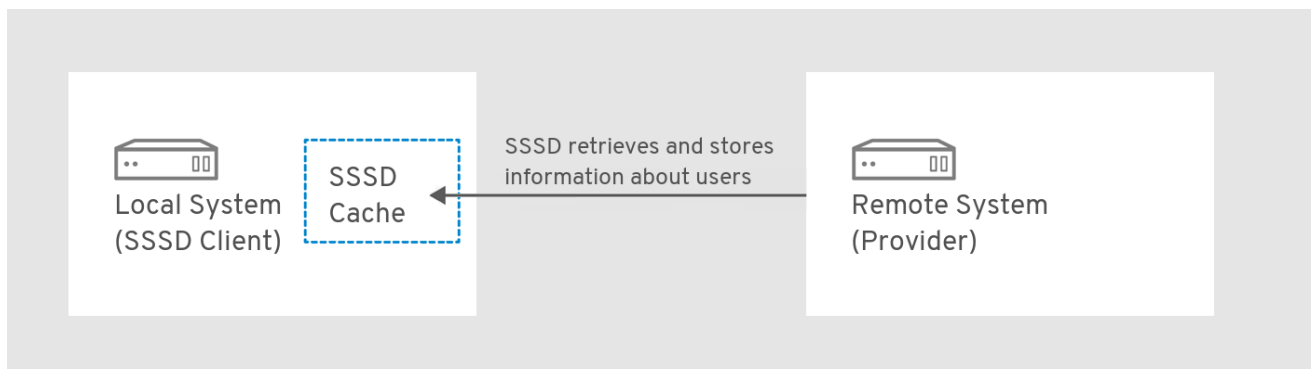 Local System
(SSSD Client)
SSSD
Cache
SSSD retrieves and stores
information about users
Remote System
(Provider)